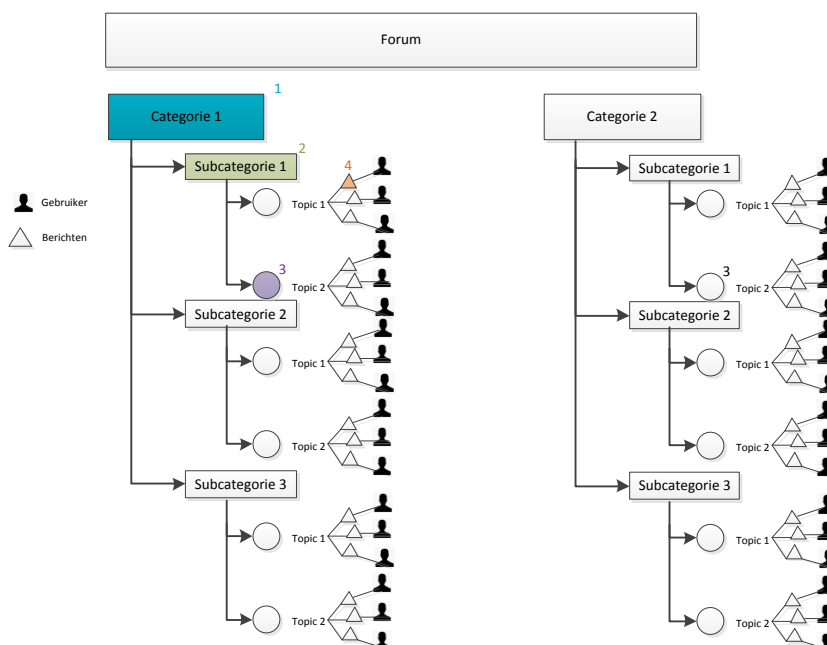 Forum
1
Categorie 1
Categorie 2
2
Subcategorie 1
4
Topic 1
3
Topic 2
Subcategorie 2
Topic 1
Topic 2
Subcategorie 3
Topic 1
Topic 2
Gebruiker
Berichten
Subcategorie 1
Topic 1
3
Topic 2
Subcategorie 2
Topic 1
Topic 2
Subcategorie 3
Topic 1
Topic 2